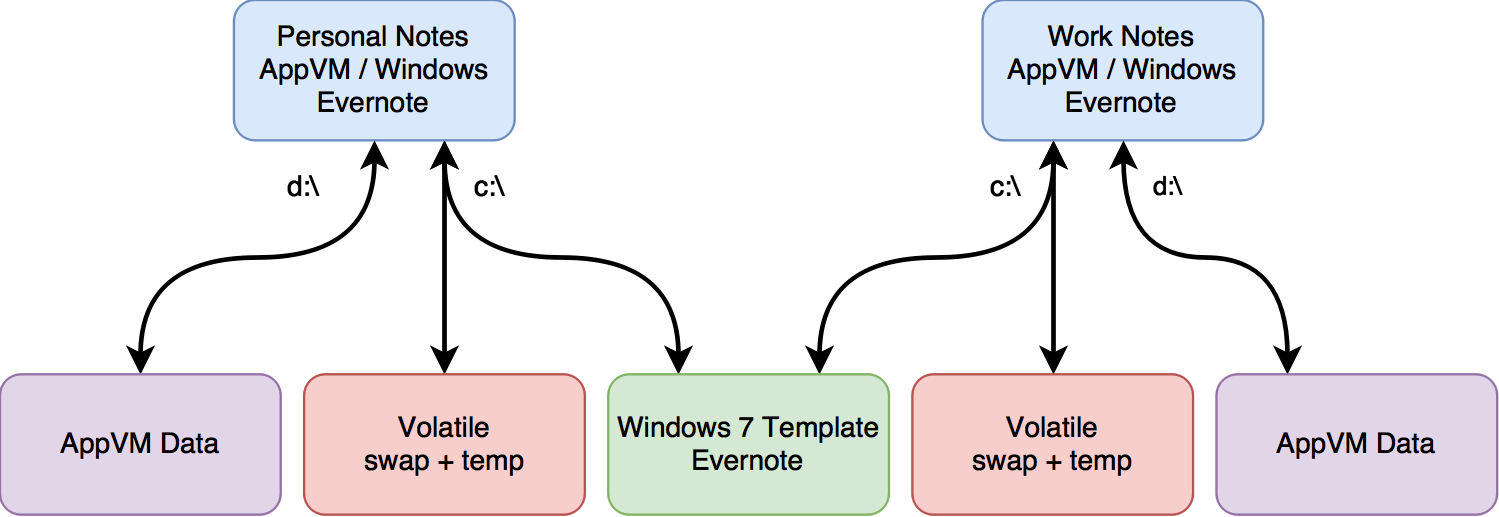 Personal Notes
AppVM / Windows
Evernote
Work Notes
AppVM / Windows
Evernote
d:\
c:\
c:\
d:\
AppVM Data
Volatile
swap + temp
Windows 7 Template
Evernote
Volatile
swap + temp
AppVM Data